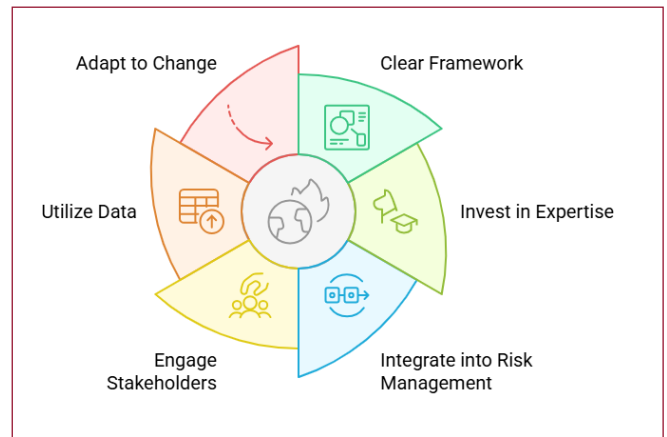 Adapt to Change
Clear Framework
Utilize Data
Invest in Expertise
Engage
Stakeholders
Integrate into Risk
Management